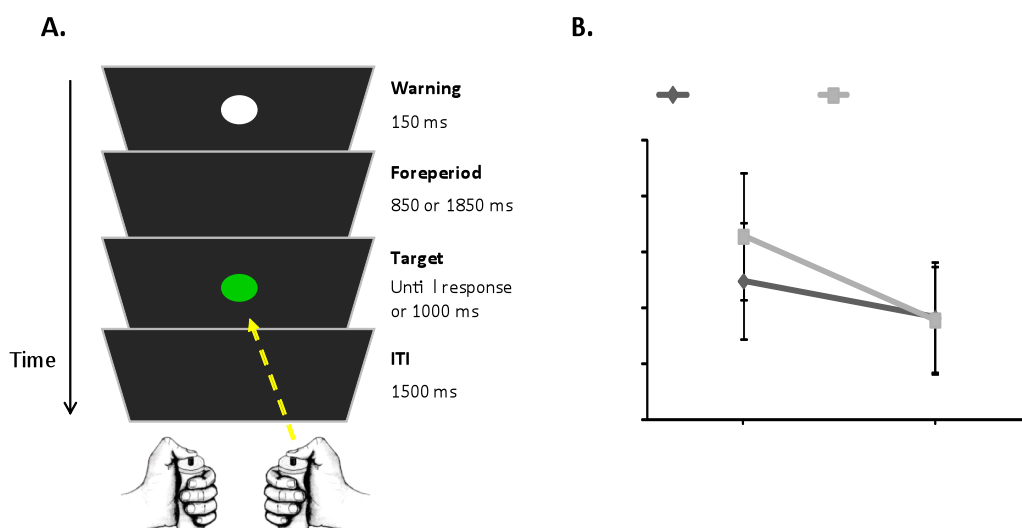 A.
B.
Warning
150 ms
Foreperiod
850 or 1850 ms
Target
Unti l response
or 1000 ms
Time
ITI
1500 ms